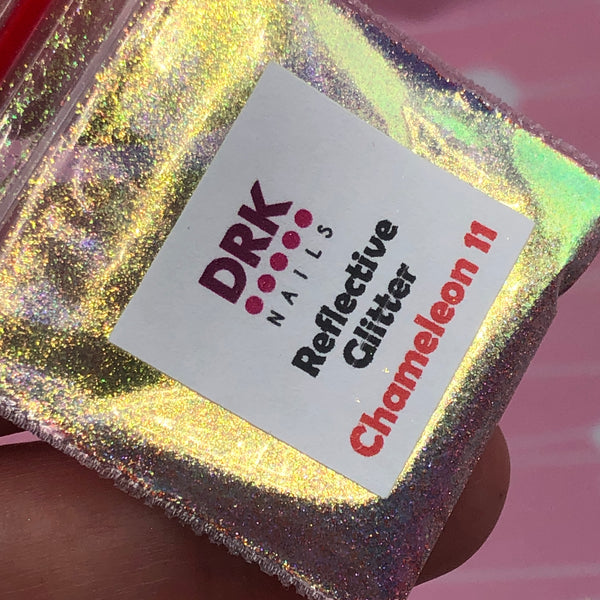 DRK
NAILS
Reflective
Glitter
Chameleon 11